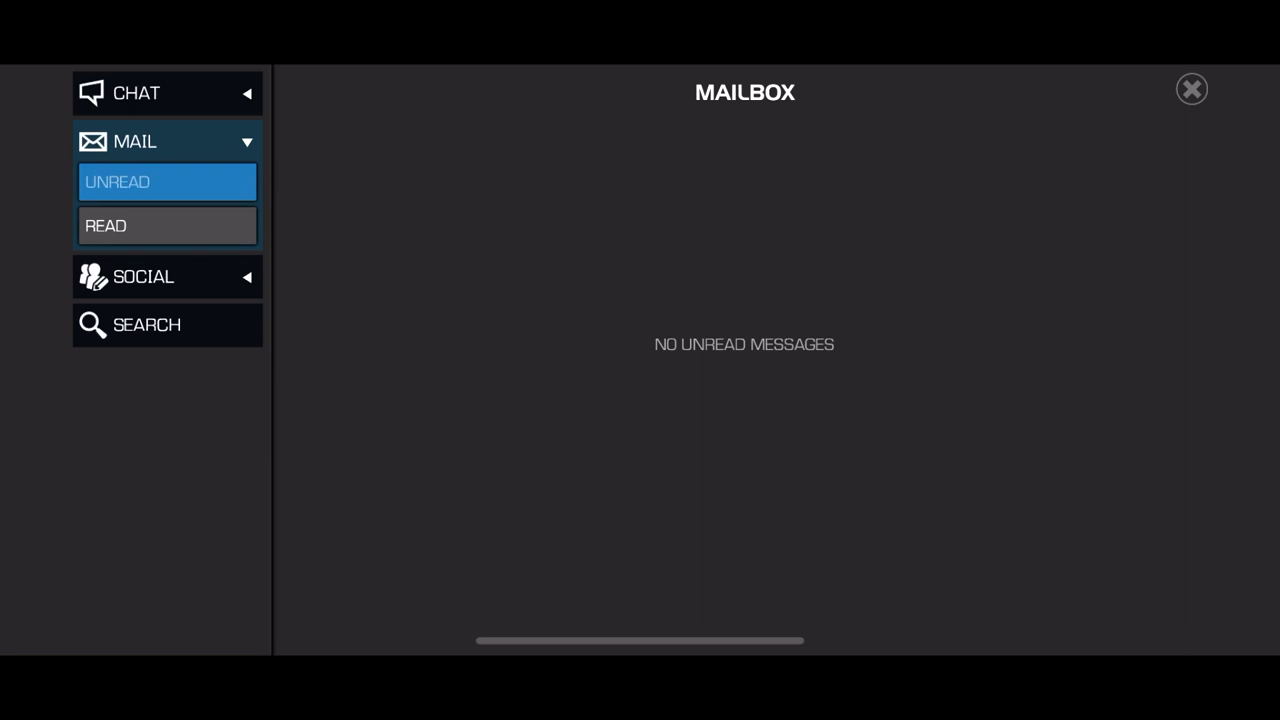 CHAT
MAIL
UNREAD
READ
SOCIAL
SEARCH
MAILBOX
NO UNREAD MESSAGES